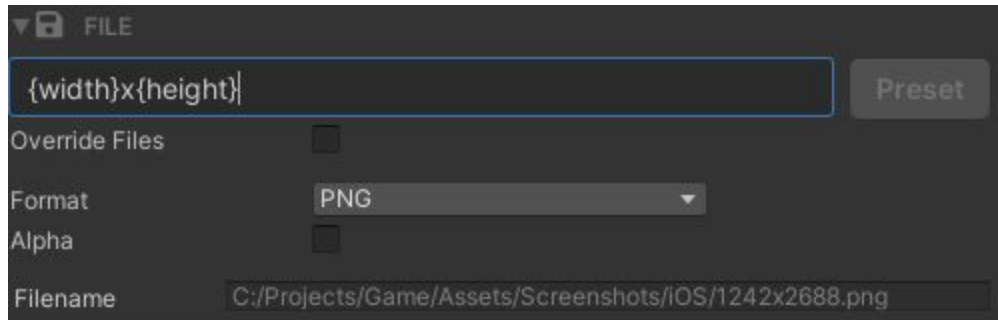 FILE
{width}x{height}
Preset
Override Files
Format PNG
Alpha
Filename C:/Projects/Game/Assets/Screenshots/iOS/1242x2688.png